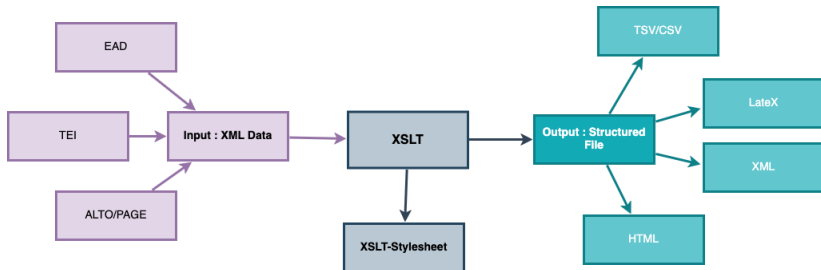 EAD
TEI
ALTO/PAGE
Input : XML Data
XSLT
XSLT-Stylesheet
Output : Structured
File
TSV/CSV
LateX
XML
HTML